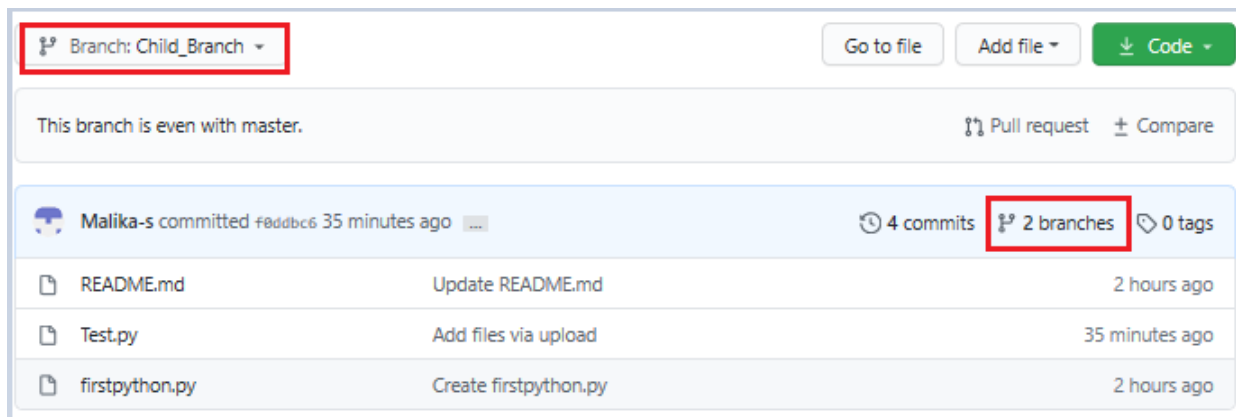 Branch: Child_Branch Go to file Add file Code
This branch is even with master. Pull request Compare
Malika-s committed f0ddbc6 35 minutes ago ... 4 commits 2 branches 0 tags
README.md Update README.md 2 hours ago
Test.py Add files via upload 35 minutes ago
firstpython.py Create firstpython.py 2 hours ago